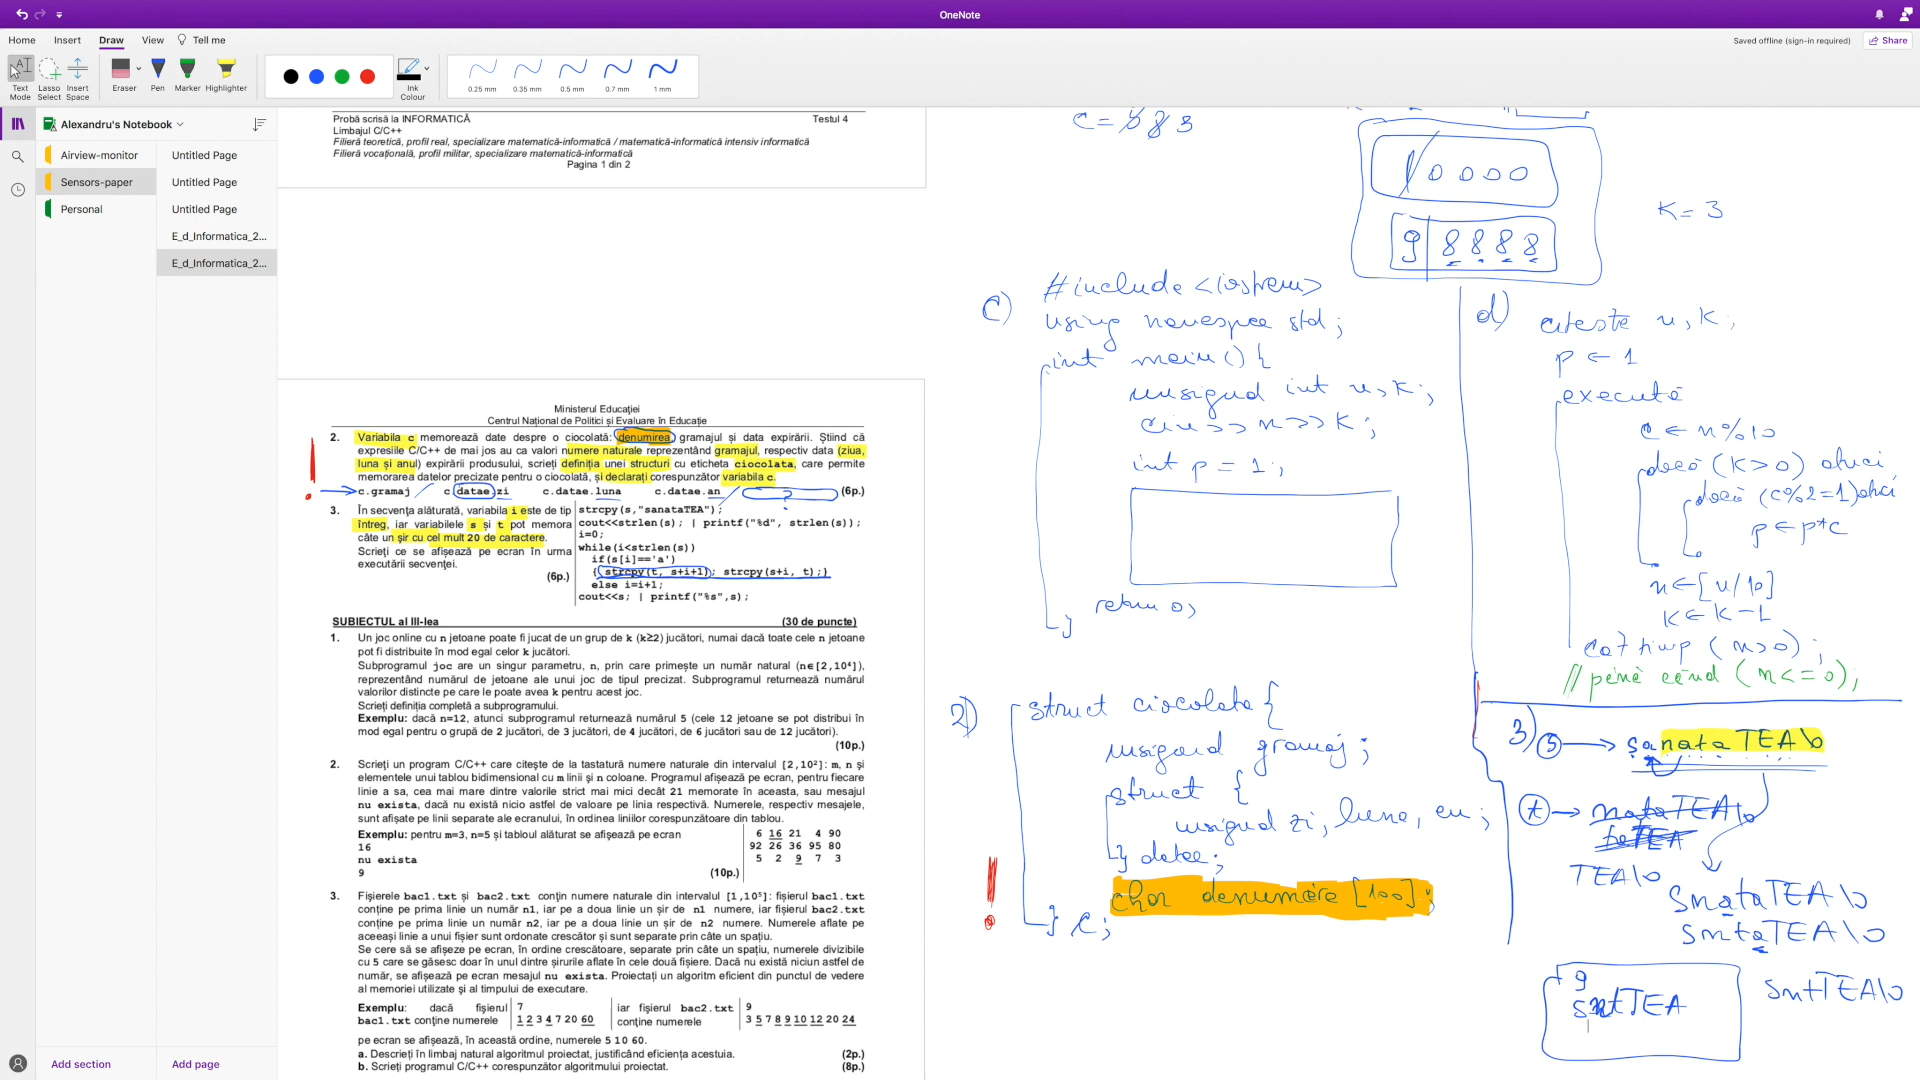 OneNote
Home Insert Draw View Tell me
Saved offline (sign-in required) Share
Text Mode
Lasso Select
Insert Space
Eraser
Pen
Marker
Highlighter
Ink Colour
0.25 mm 0.35 mm 0.5 mm 0.7 mm 1 mm
Alexandru's Notebook
Airview-monitor
Sensors-paper
Personal
Untitled Page
Untitled Page
Untitled Page
E_d_Informatica_2...
E_d_Informatica_2...
Add section
Add page
Probă scrisă la INFORMATICĂ Testul 4
Limbajul C/C++
Filieră teoretică, profil real, specializare matematică-informatică / matematică-informatică intensiv informatică
Filieră vocațională, profil militar, specializare matematică-informatică
Pagina 1 din 2
Ministerul Educației
Centrul Național de Politici și Evaluare în Educație
2. Variabila c memorează date despre o ciocolată: denumirea, gramajul și data expirării. Știind că
expresiile C/C++ de mai jos au ca valori numere naturale reprezentând gramajul, respectiv data (ziua,
luna și anul) expirării produsului, scrieți definiția unei structuri cu eticheta ciocolata, care permite
memorarea datelor precizate pentru o ciocolată, și declarați corespunzător variabila c.
c.gramaj c datae.zi c.datae.luna c.datae.an ? (6p.)
3. În secvența alăturată, variabila i este de tip
întreg, iar variabilele s și t pot memora
câte un șir cu cel mult 20 de caractere.
Scrieți ce se afișează pe ecran în urma
executării secvenței.
(6p.)
strcpy(s,"sanataTEA");
cout<<strlen(s); | printf("%d", strlen(s));
i=0;
while(i<strlen(s))
if(s[i]=='a')
{ strcpy(t, s+i+1); strcpy(s+i, t);}
else i=i+1;
cout<<s; | printf("%s",s);
SUBIECTUL al III-lea (30 de puncte)
1. Un joc online cu n jetoane poate fi jucat de un grup de k (k≥2) jucători, numai dacă toate cele n jetoane
pot fi distribuite în mod egal celor k jucători.
Subprogramul joc are un singur parametru, n, prin care primește un număr natural (n∈[2,10⁴]),
reprezentând numărul de jetoane ale unui joc de tipul precizat. Subprogramul returnează numărul
valorilor distincte pe care le poate avea k pentru acest joc.
Scrieți definiția completă a subprogramului.
Exemplu: dacă n=12, atunci subprogramul returnează numărul 5 (cele 12 jetoane se pot distribui în
mod egal pentru o grupă de 2 jucători, de 3 jucători, de 4 jucători, de 6 jucători sau de 12 jucători).
(10p.)
2. Scrieți un program C/C++ care citește de la tastatură numere naturale din intervalul [2,10²]: m, n și
elementele unui tablou bidimensional cu m linii și n coloane. Programul afișează pe ecran, pentru fiecare
linie a sa, cea mai mare dintre valorile strict mai mici decât 21 memorate în aceasta, sau mesajul
nu exista, dacă nu există nicio astfel de valoare pe linia respectivă. Numerele, respectiv mesajele,
sunt afișate pe linii separate ale ecranului, în ordinea liniilor corespunzătoare din tablou.
Exemplu: pentru m=3, n=5 și tabloul alăturat se afișează pe ecran
16
nu exista
9
(10p.)
6 16 21 4 90
92 26 36 95 80
5 2 9 7 3
3. Fișierele bac1.txt și bac2.txt conțin numere naturale din intervalul [1,10⁵]: fișierul bac1.txt
conține pe prima linie un număr n1, iar pe a doua linie un șir de n1 numere, iar fișierul bac2.txt
conține pe prima linie un număr n2, iar pe a doua linie un șir de n2 numere. Numerele aflate pe
aceeași linie a unui fișier sunt ordonate crescător și sunt separate prin câte un spațiu.
Se cere să se afișeze pe ecran, în ordine crescătoare, separate prin câte un spațiu, numerele divizibile
cu 5 care se găsesc doar în unul dintre șirurile aflate în cele două fișiere. Dacă nu există niciun astfel de
număr, se afișează pe ecran mesajul nu exista. Proiectați un algoritm eficient din punctul de vedere
al memoriei utilizate și al timpului de executare.
Exemplu: dacă fișierul
bac1.txt conține numerele
7
1 2 3 4 7 20 60
iar fișierul bac2.txt
conține numerele
9
3 5 7 8 9 10 12 20 24
pe ecran se afișează, în această ordine, numerele 5 10 60.
a. Descrieți în limbaj natural algoritmul proiectat, justificând eficiența acestuia. (2p.)
b. Scrieți programul C/C++ corespunzător algoritmului proiectat. (8p.)
1 0 0 0 0
9 8 8 8 8
K = 3
c) #include <iostream>
using namespace std;
int main() {
unsigned int n, k;
cin >> n >> k;
int p = 1;
return 0;
}
d) citeste n, k;
p ← 1
executā
c ← n%10
dacă (k>0) atunci
dacă (c%2=1) atunci
p ← p*c
n ← [n/10]
k ← k-1
cat timp (n>0);
// până când (n<=0);
2) struct ciocolata {
unsigned gramaj;
struct {
unsigned zi, luna, an;
} datae;
char denumire [100];
} c;
3) s → sanataTEA\0
t → nataTEA\0
taTEA
TEA\0
SnataTEA\0
SntaTEA\0
SntTEA\0
9
sntTEA